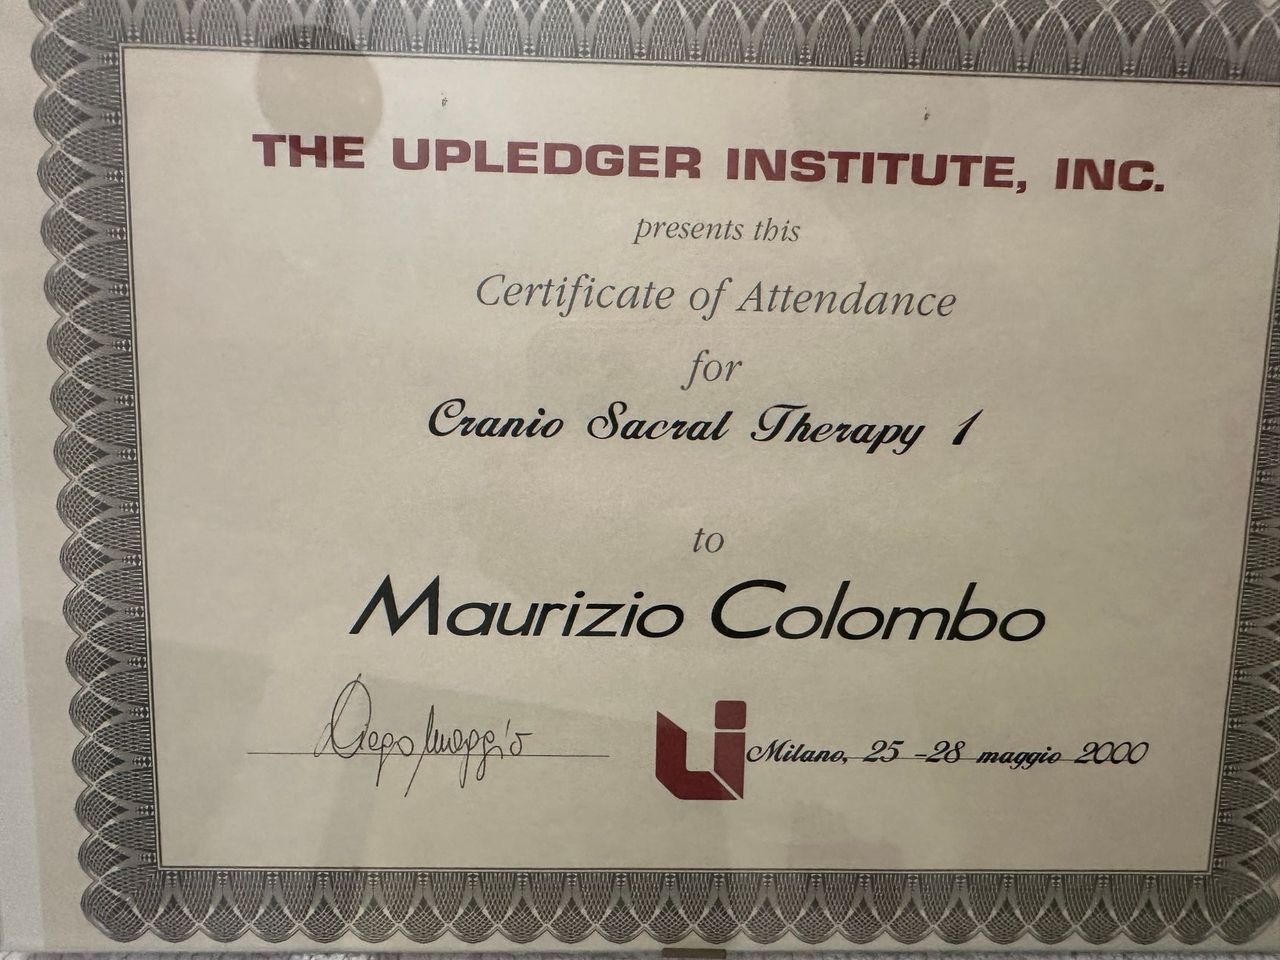 THE UPLEDGER INSTITUTE, INC.
presents this
Certificate of Attendance
for
Cranio Sacral Therapy 1
to
Maurizio Colombo
Milano, 25 -28 maggio 2000